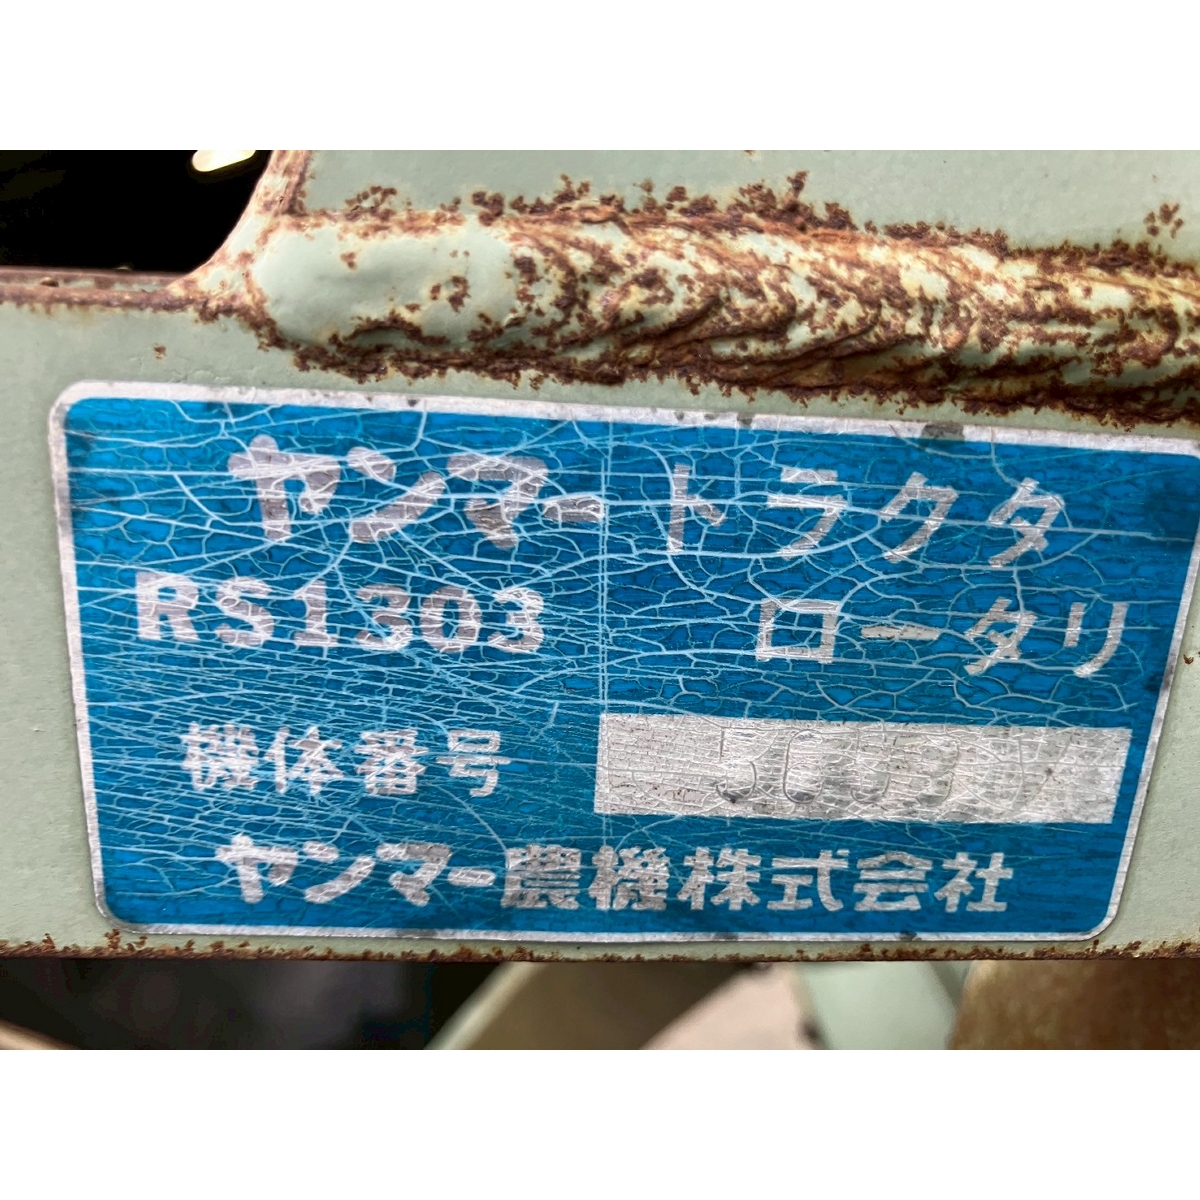 ヤンマー トラクタ
RS1303 ロータリ
機体番号
ヤンマー農機株式会社